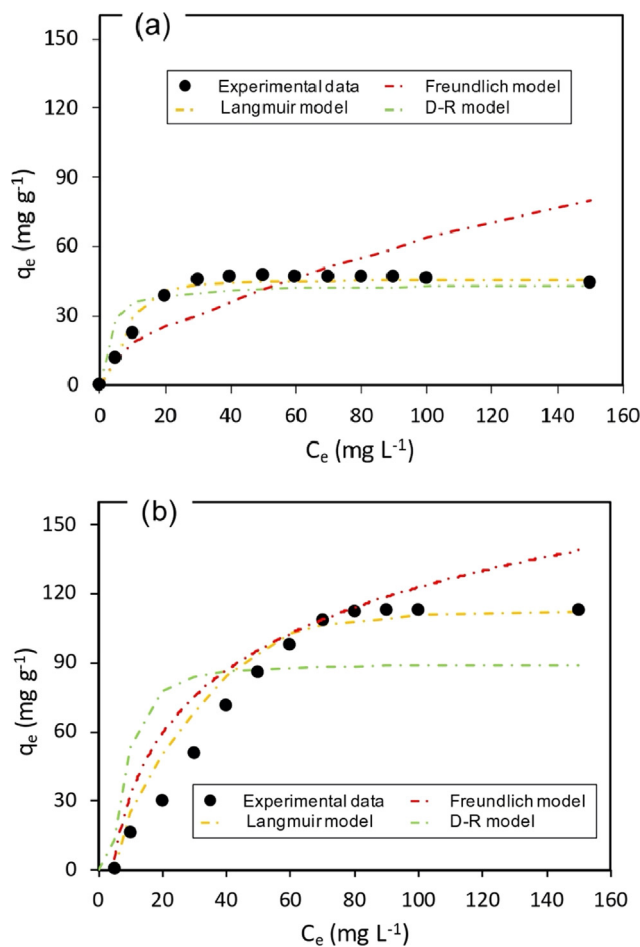 (a)
150
120
90
60
30
0
qe (mg g-1)
Experimental data
Freundlich model
Langmuir model
D-R model
0 20 40 60 80 100 120 140 160
Ce (mg L-1)
(b)
150
120
90
60
30
0
qe (mg g-1)
Experimental data
Freundlich model
Langmuir model
D-R model
0 20 40 60 80 100 120 140 160
Ce (mg L-1)